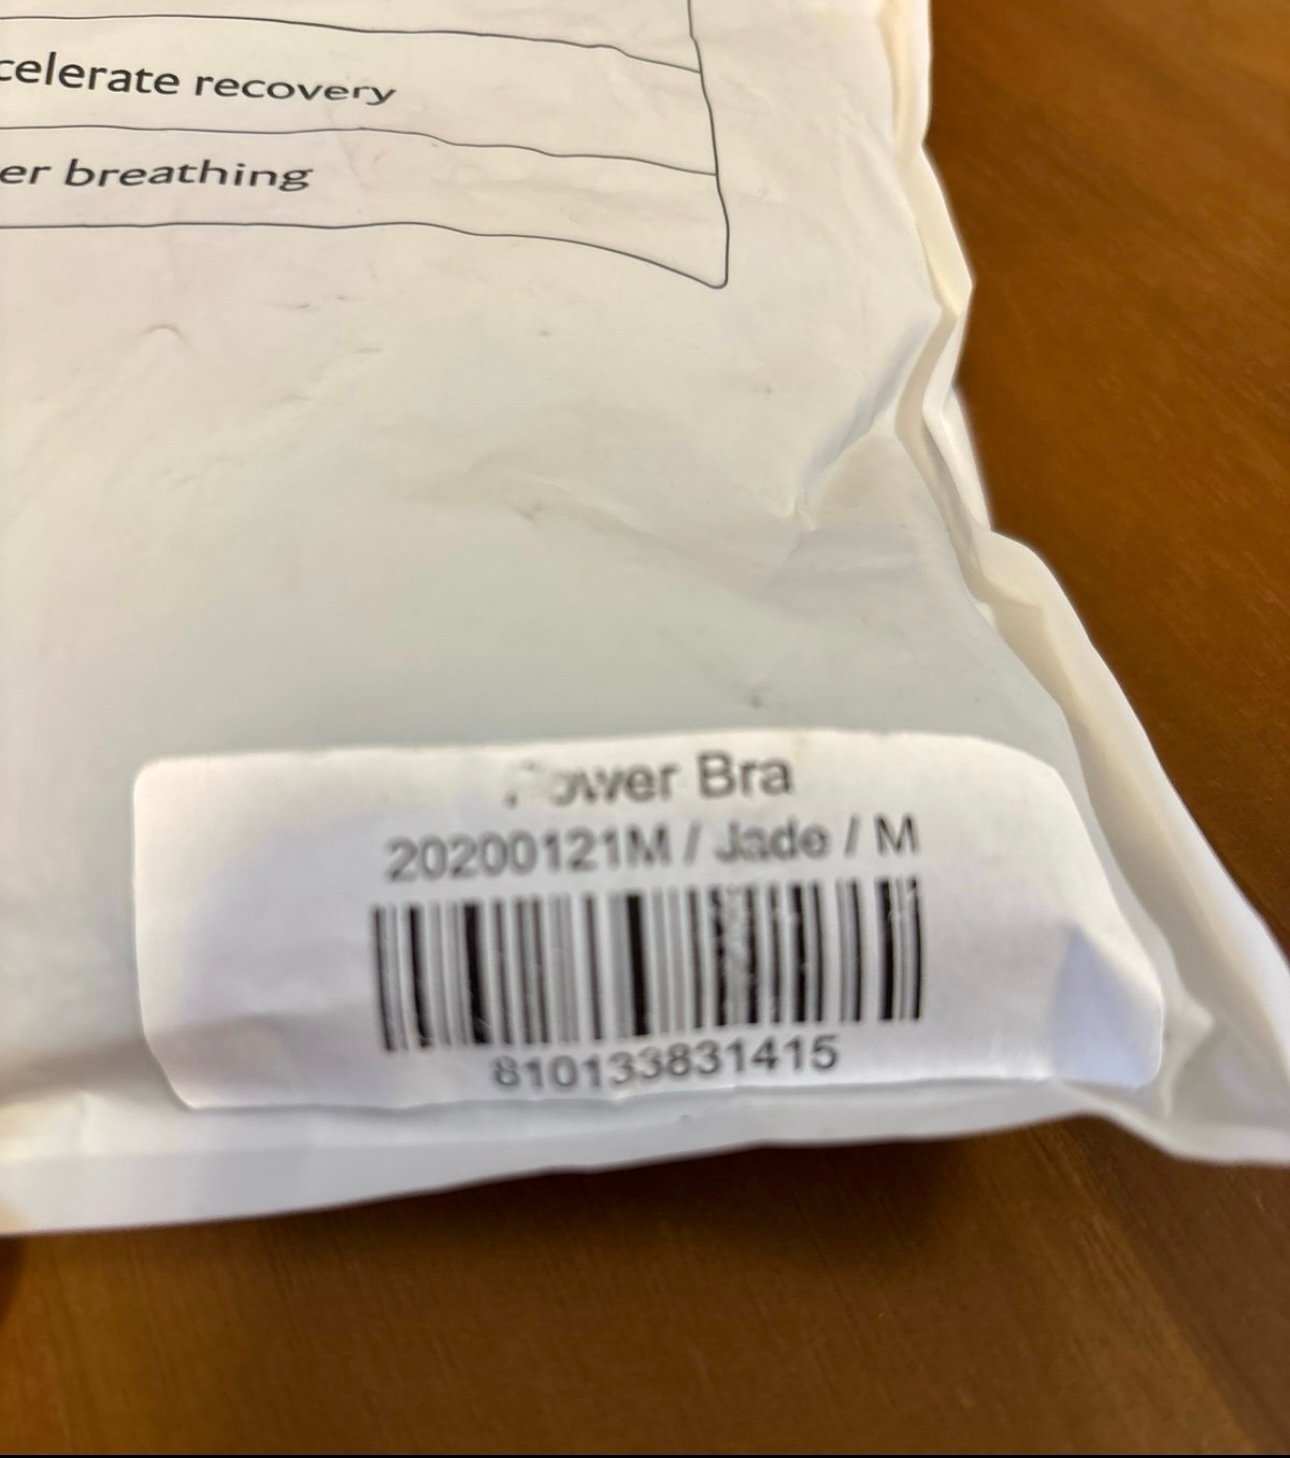 celerate recovery
er breathing
ower Bra
20200121M / Jade / M
810133831415